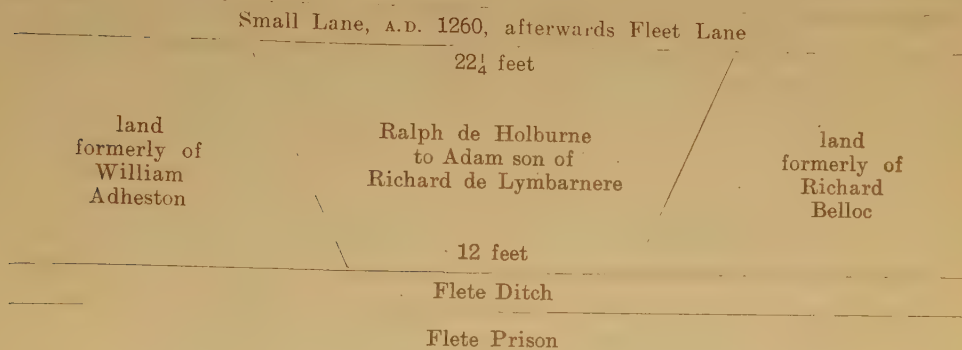 Small Lane, A.D. 1260, afterwards Fleet Lane
22¼ feet
land
formerly of
William
Adheston
Ralph de Holburne
to Adam son of
Richard de Lymbarnere
land
formerly of
Richard
Belloc
12 feet
Flete Ditch
Flete Prison